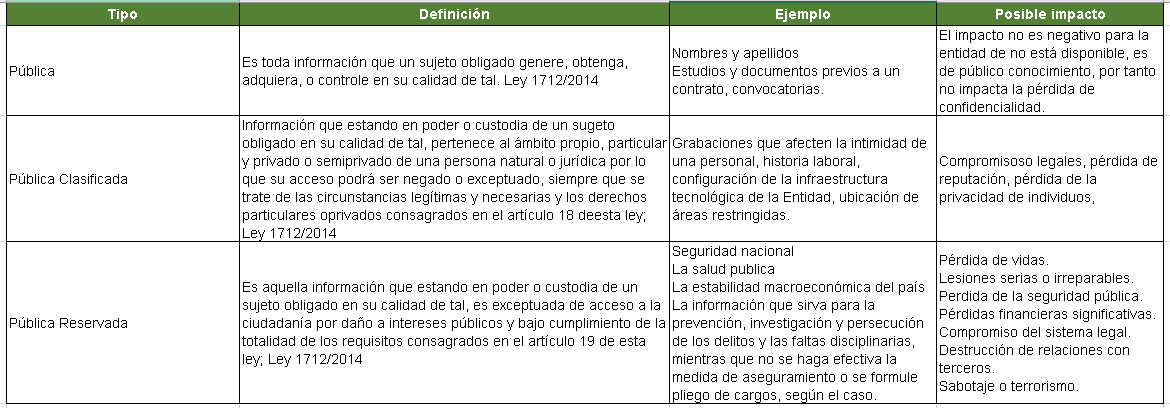 Tipo
Definición
Ejemplo
Posible impacto
Pública
Es toda información que un sujeto obligado genere, obtenga,
adquiera, o controle en su calidad de tal. Ley 1712/2014
Nombres y apellidos
Estudios y documentos previos a un
contrato, convocatorias.
El impacto no es negativo para la
entidad de no está disponible, es
de público conocimiento, por tanto
no impacta la pérdida de
confidencialidad.
Pública Clasificada
Información que estando en poder o custodia de un sugeto
obligado en su calidad de tal, pertenece al ámbito propio, particular
y privado o semiprivado de una persona natural o jurídica por lo
que su acceso podrá ser negado o exceptuado, siempre que se
trate de las circunstancias legítimas y necesarias y los derechos
particulares oprivados consagrados en el artículo 18 deesta ley;
Ley 1712/2014
Grabaciones que afecten la intimidad de
una personal, historia laboral,
configuración de la infraestructura
tecnológica de la Entidad, ubicación de
áreas restringidas.
Compromisoso legales, pérdida de
reputación, pérdida de la
privacidad de individuos,
Pública Reservada
Es aquella información que estando en poder o custodia de un
sujeto obligado en su calidad de tal, es exceptuada de acceso a la
ciudadanía por daño a intereses públicos y bajo cumplimiento de la
totalidad de los requisitos consagrados en el artículo 19 de esta
ley; Ley 1712/2014
Seguridad nacional
La salud publica
La estabilidad macroeconómica del país
La información que sirva para la
prevención, investigación y persecución
de los delitos y las faltas disciplinarias,
mientras que no se haga efectiva la
medida de aseguramiento o se formule
pliego de cargos, según el caso.
Pérdida de vidas.
Lesiones serias o irreparables.
Perdida de la seguridad pública.
Pérdidas financieras significativas.
Compromiso del sistema legal.
Destrucción de relaciones con
terceros.
Sabotaje o terrorismo.